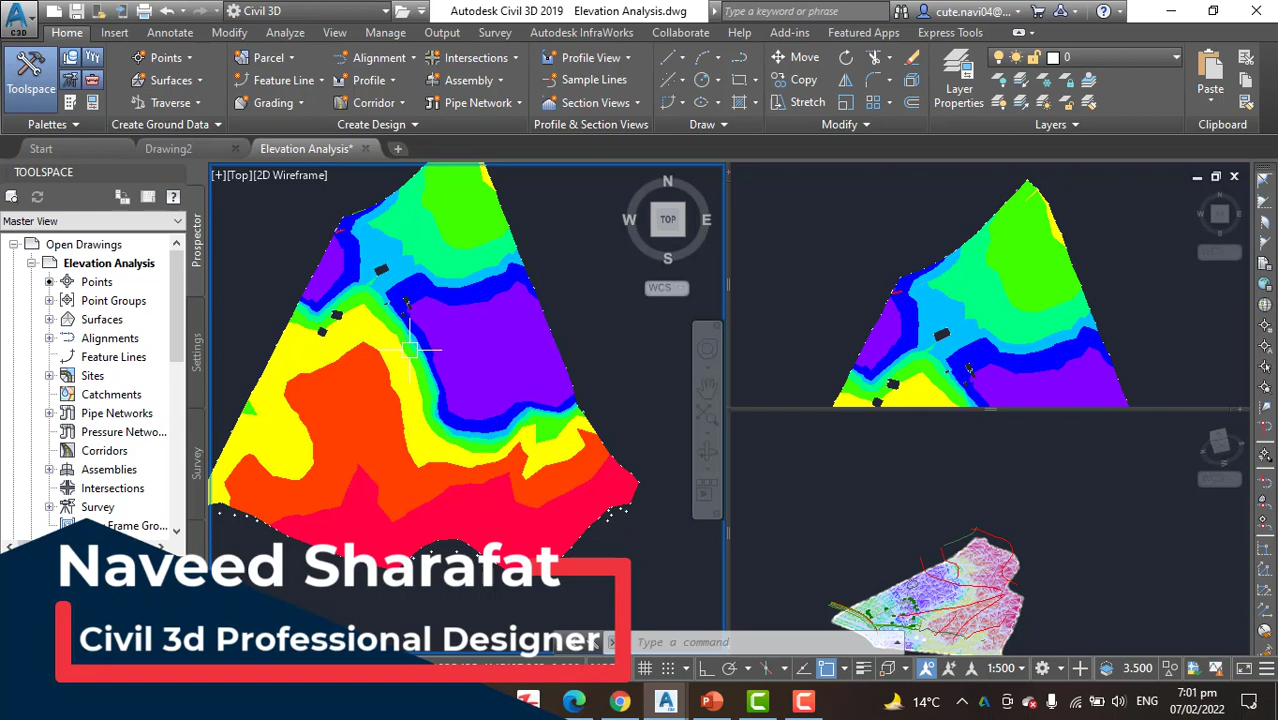 A C3D
Civil 3D
Autodesk Civil 3D 2019 Elevation Analysis.dwg
Type a keyword or phrase
cute.navi04@...
Home Insert Annotate Modify Analyze View Manage Output Survey Autodesk InfraWorks Collaborate Help Add-ins Featured Apps Express Tools
Points Parcel Alignment Intersections Profile View Move 0
Toolspace Surfaces Feature Line Profile Assembly Sample Lines Copy Layer Properties Paste
Traverse Grading Corridor Pipe Network Section Views Stretch
Palettes Create Ground Data Create Design Profile & Section Views Draw Modify Layers Clipboard
Start Drawing2 Elevation Analysis*
TOOLSPACE
[+][Top][2D Wireframe]
N
W TOP E
S
WCS
Master View
Prospector
Settings
Survey
Open Drawings
Elevation Analysis
Points
Point Groups
Surfaces
Alignments
Feature Lines
Sites
Catchments
Pipe Networks
Pressure Netwo...
Corridors
Assemblies
Intersections
Survey
Frame Gro...
Naveed Sharafat
Civil 3d Professional Designer
Type a command
1:500 3.500
14°C ENG 7:01 pm
07/02/2022